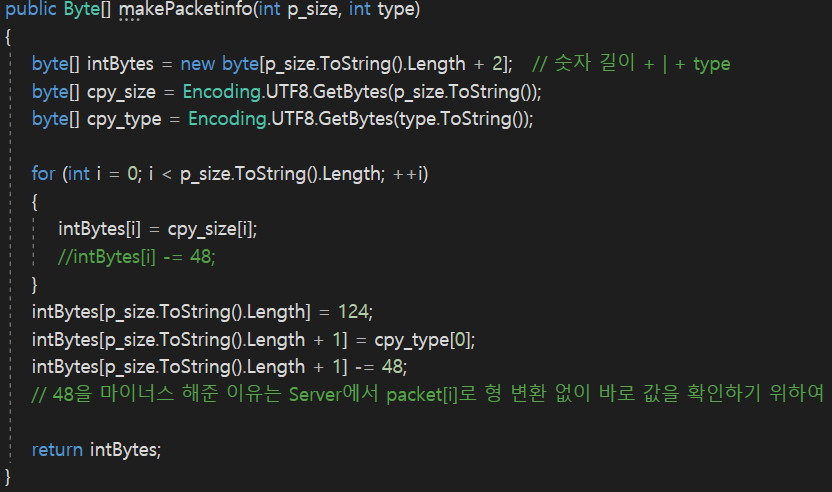 public Byte[] makePacketinfo(int p_size, int type)
{
byte[] intBytes = new byte[p_size.ToString().Length + 2];   // 숫자 길이 + | + type
byte[] cpy_size = Encoding.UTF8.GetBytes(p_size.ToString());
byte[] cpy_type = Encoding.UTF8.GetBytes(type.ToString());
for (int i = 0; i < p_size.ToString().Length; ++i)
{
intBytes[i] = cpy_size[i];
//intBytes[i] -= 48;
}
intBytes[p_size.ToString().Length] = 124;
intBytes[p_size.ToString().Length + 1] = cpy_type[0];
intBytes[p_size.ToString().Length + 1] -= 48;
// 48을 마이너스 해준 이유는 Server에서 packet[i]로 형 변환 없이 바로 값을 확인하기 위하여
return intBytes;
}